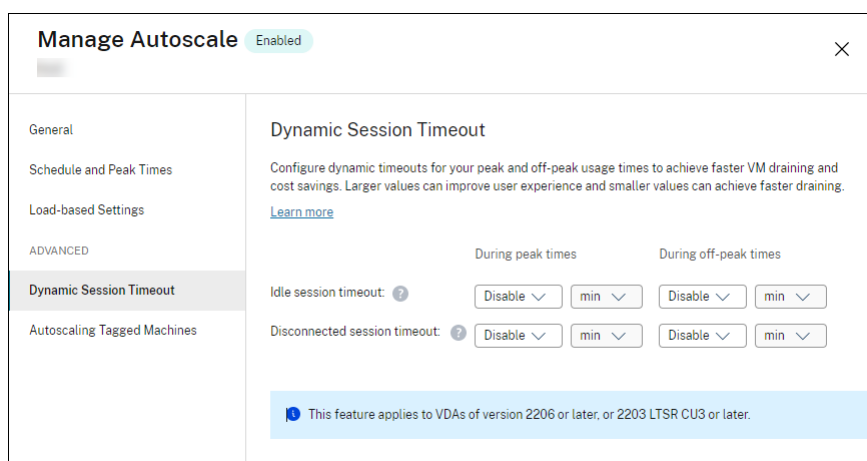 Manage Autoscale Enabled
General
Schedule and Peak Times
Load-based Settings
ADVANCED
Dynamic Session Timeout
Autoscaling Tagged Machines
Dynamic Session Timeout
Configure dynamic timeouts for your peak and off-peak usage times to achieve faster VM draining and
cost savings. Larger values can improve user experience and smaller values can achieve faster draining.
Learn more
During peak times During off-peak times
Idle session timeout: ? Disable min Disable min
Disconnected session timeout: ? Disable min Disable min
This feature applies to VDAs of version 2206 or later, or 2203 LTSR CU3 or later.